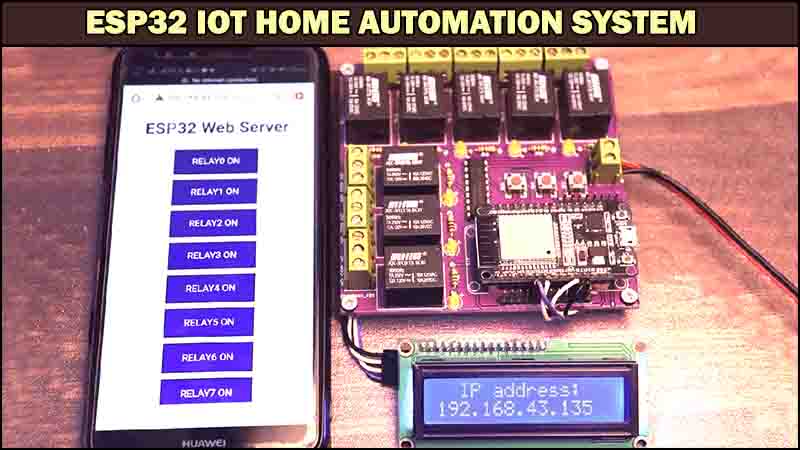 ESP32 IOT HOME AUTOMATION SYSTEM
No internet connection
ESP32 Web Server
RELAY0 ON
RELAY1 ON
RELAY2 ON
RELAY3 ON
RELAY4 ON
RELAY5 ON
RELAY6 ON
RELAY7 ON
HUAWEI
IP address:
192.168.43.135